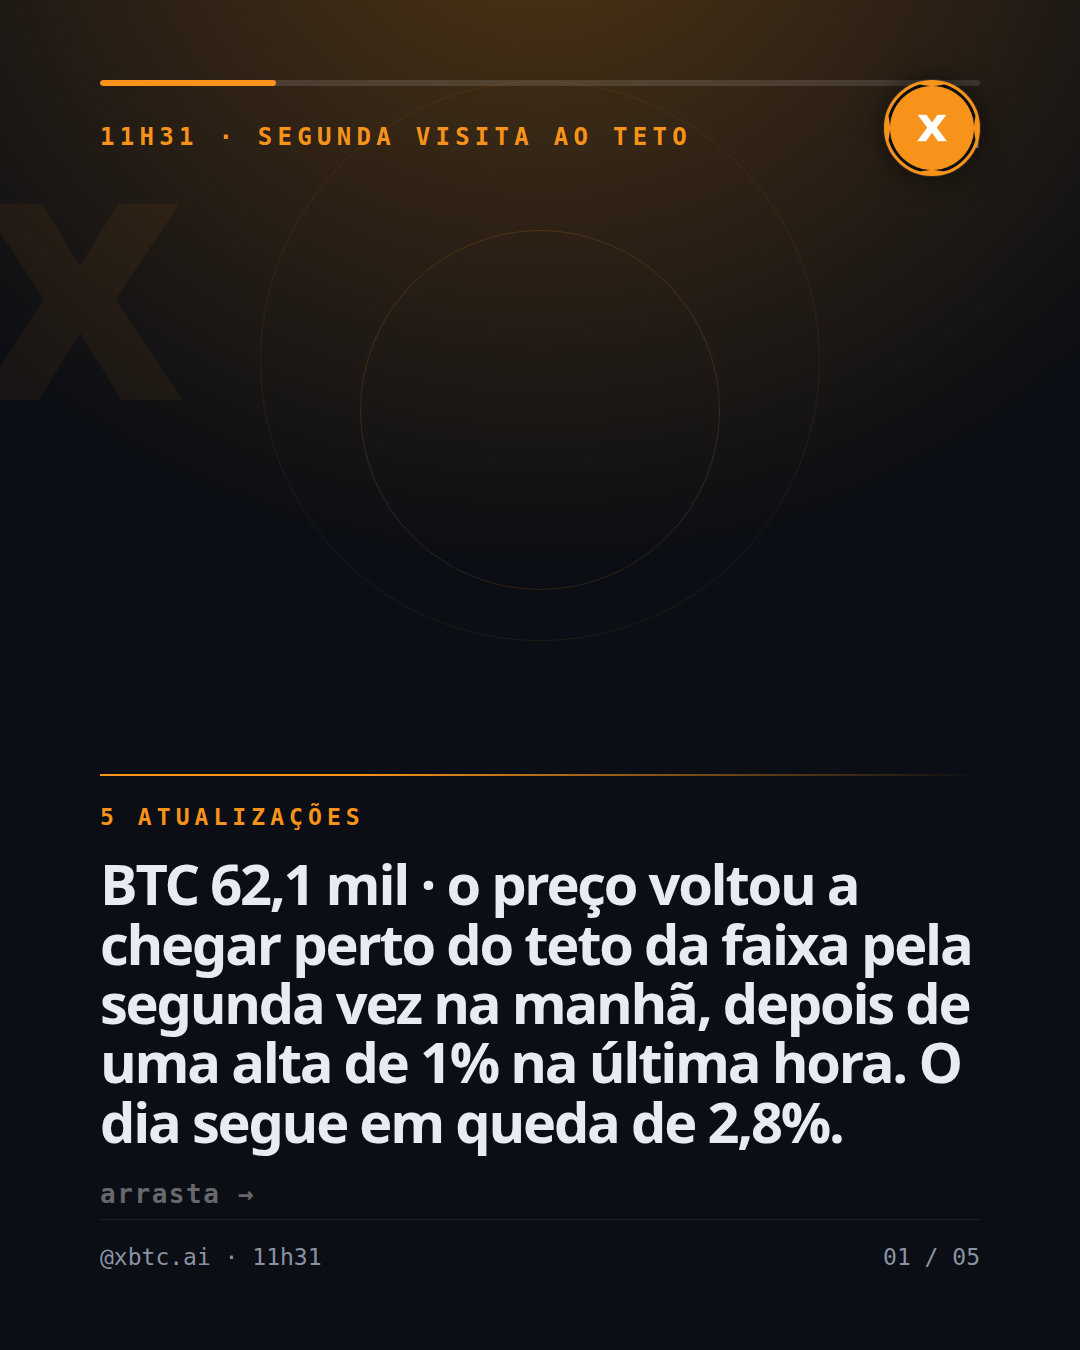 11H31 · SEGUNDA VISITA AO TETO
X
X
5 ATUALIZAÇÕES
BTC 62,1 mil · o preço voltou a
chegar perto do teto da faixa pela
segunda vez na manhã, depois de
uma alta de 1% na última hora. O
dia segue em queda de 2,8%.
arrasta →
@xbtc.ai · 11h31
01 / 05